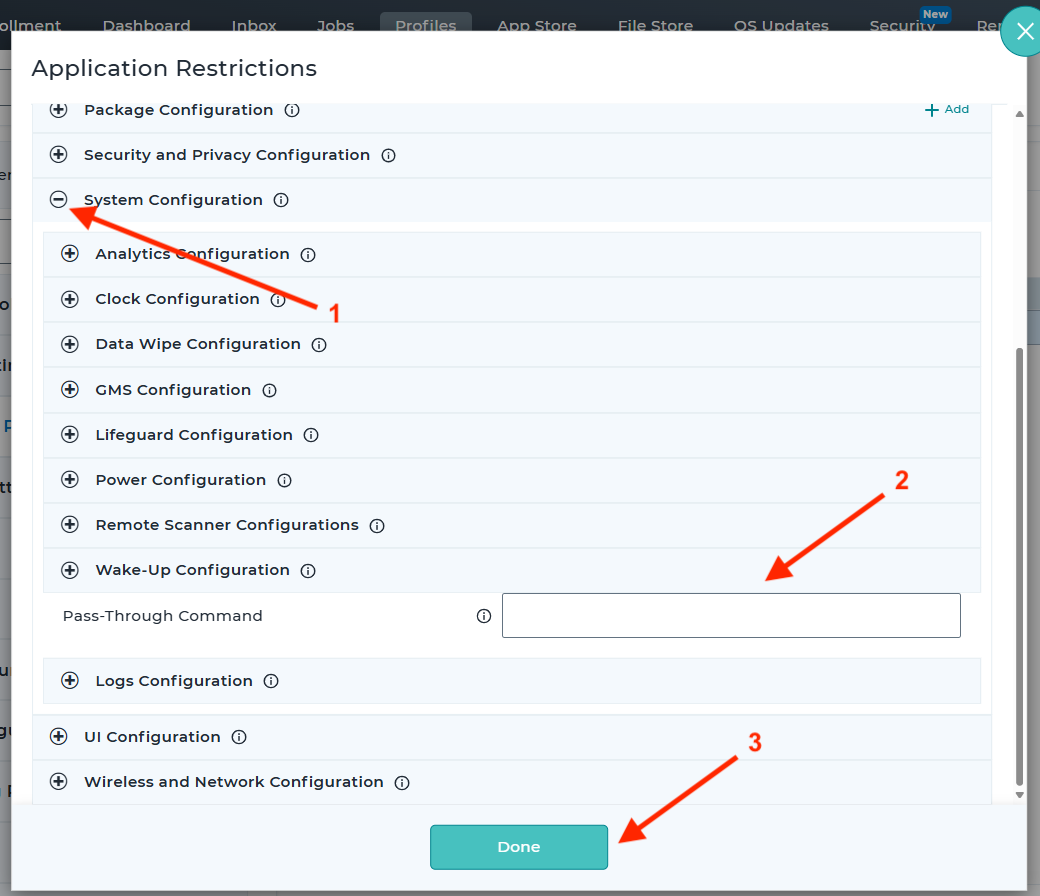 Dashboard Inbox Jobs Profiles App Store File Store OS Updates Security New
Application Restrictions
Package Configuration + Add
Security and Privacy Configuration
System Configuration
Analytics Configuration
Clock Configuration
1
Data Wipe Configuration
GMS Configuration
Lifeguard Configuration
Power Configuration
2
Remote Scanner Configurations
Wake-Up Configuration
Pass-Through Command
Logs Configuration
UI Configuration
3
Wireless and Network Configuration
Done